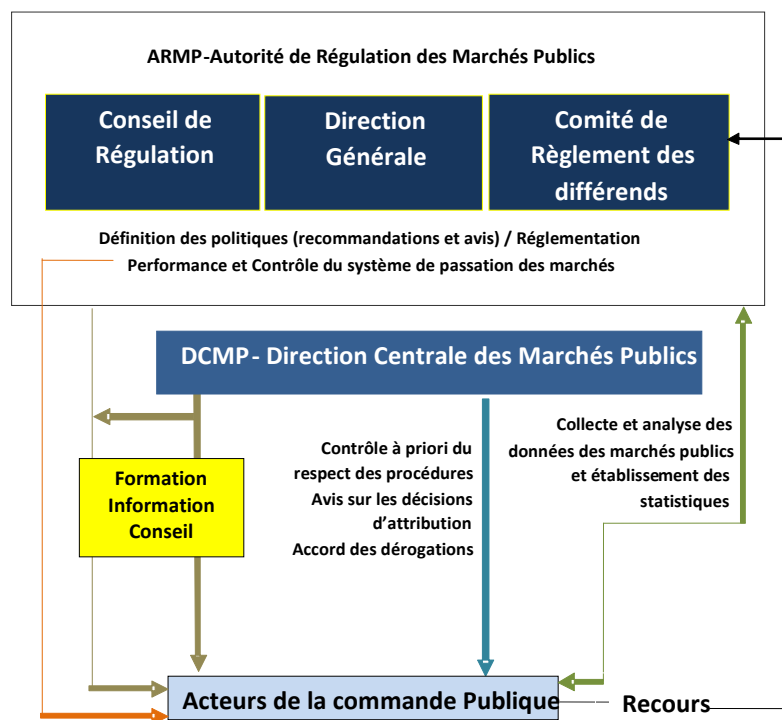 ARMP-Autorité de Régulation des Marchés Publics
Conseil de
Régulation
Direction
Générale
Comité de
Règlement des
différends
Définition des politiques (recommandations et avis) / Réglementation
Performance et Contrôle du système de passation des marchés
DCMP - Direction Centrale des Marchés Publics
Formation
Information
Conseil
Contrôle à priori du
respect des procédures
Avis sur les décisions
d'attribution
Accord des dérogations
Collecte et analyse des
données des marchés publics
et établissement des
statistiques
Acteurs de la commande Publique
Recours